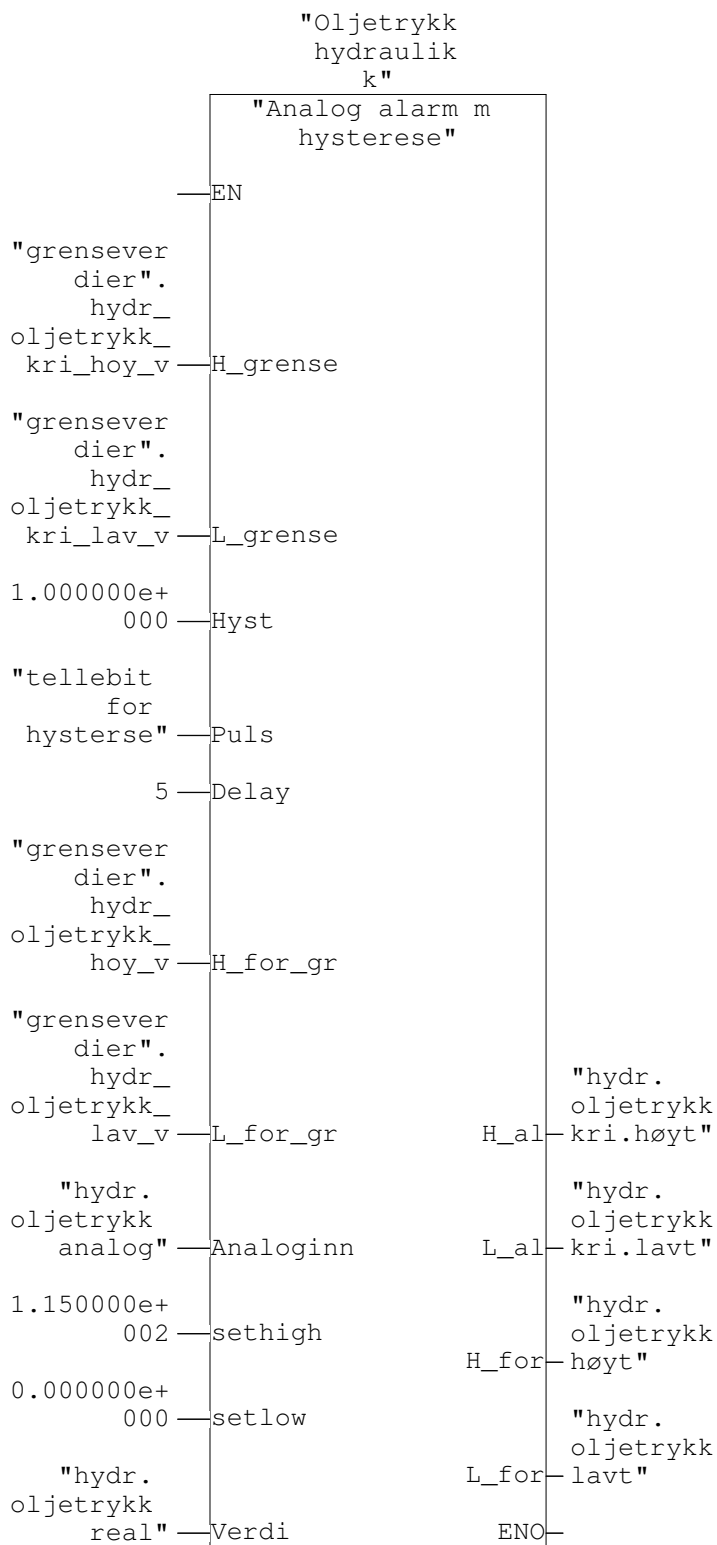 "Oljetrykk
hydraulik
k"
"Analog alarm m
hysterese"
EN
"grensever
dier".
hydr_
oljetrykk_
kri_hoy_v
H_grense
"grensever
dier".
hydr_
oljetrykk_
kri_lav_v
L_grense
1.000000e+
000
Hyst
"tellebit
for
hysterse"
Puls
5
Delay
"grensever
dier".
hydr_
oljetrykk_
hoy_v
H_for_gr
"grensever
dier".
hydr_
oljetrykk_
lav_v
L_for_gr
H_al
"hydr.
oljetrykk
kri.høyt"
"hydr.
oljetrykk
analog"
Analoginn
L_al
"hydr.
oljetrykk
kri.lavt"
1.150000e+
002
sethigh
H_for
"hydr.
oljetrykk
høyt"
0.000000e+
000
setlow
L_for
"hydr.
oljetrykk
lavt"
"hydr.
oljetrykk
real"
Verdi
ENO